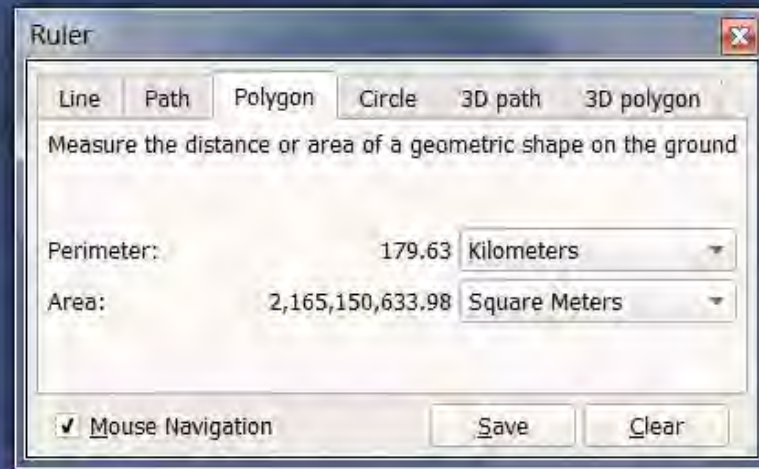 Ruler
Line Path Polygon Circle 3D path 3D polygon
Measure the distance or area of a geometric shape on the ground
Perimeter: 179.63 Kilometers
Area: 2,165,150,633.98 Square Meters
Mouse Navigation Save Clear